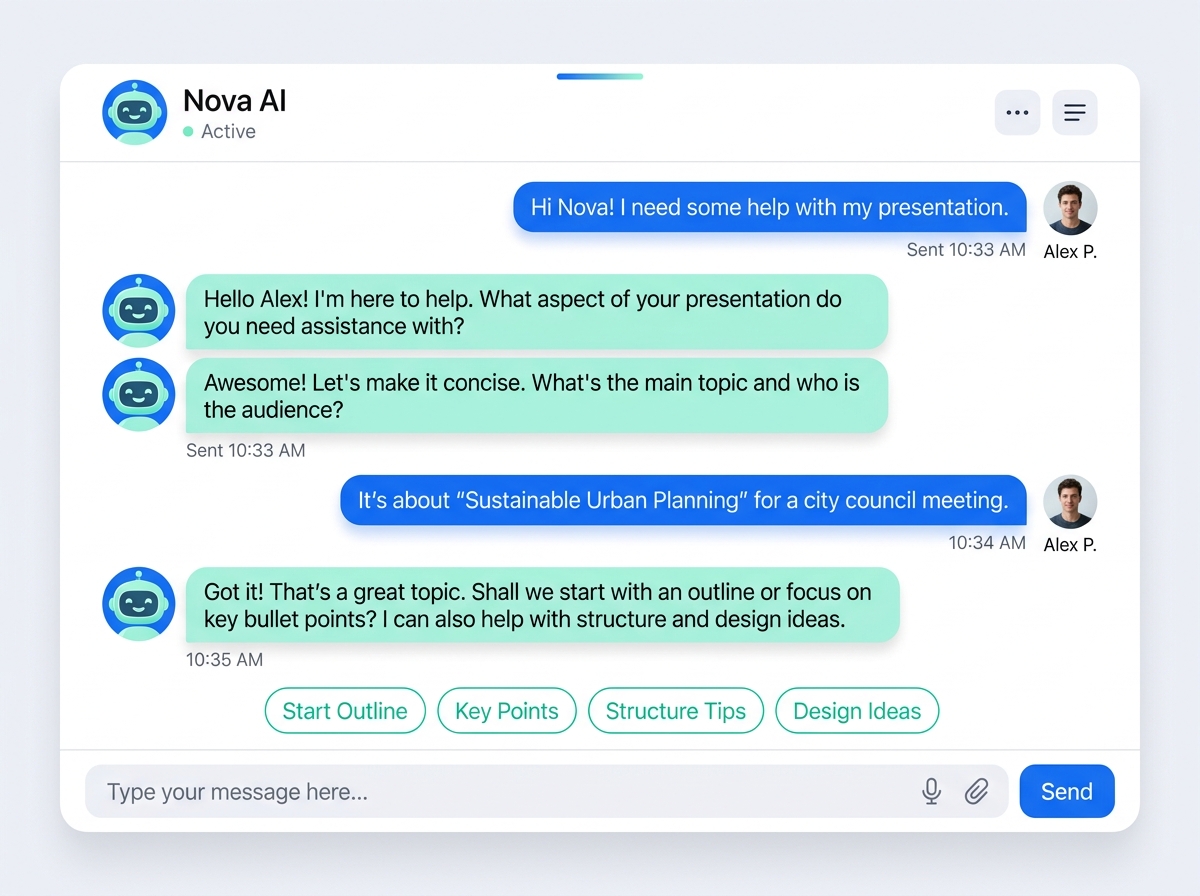 Nova AI
Active
Hi Nova! I need some help with my presentation.
Sent 10:33 AM
Alex P.
Hello Alex! I'm here to help. What aspect of your presentation do
you need assistance with?
Awesome! Let's make it concise. What's the main topic and who is
the audience?
Sent 10:33 AM
It’s about “Sustainable Urban Planning” for a city council meeting.
10:34 AM
Alex P.
Got it! That’s a great topic. Shall we start with an outline or focus on
key bullet points? I can also help with structure and design ideas.
10:35 AM
Start Outline
Key Points
Structure Tips
Design Ideas
Type your message here...
Send